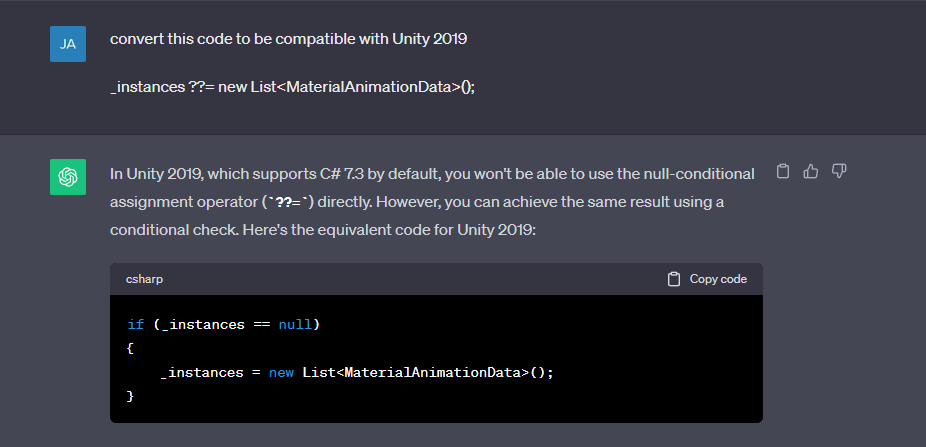 JA
convert this code to be compatible with Unity 2019
_instances ??= new List<MaterialAnimationData>();
In Unity 2019, which supports C# 7.3 by default, you won't be able to use the null-conditional
assignment operator (`??=`) directly. However, you can achieve the same result using a
conditional check. Here's the equivalent code for Unity 2019:
csharp
Copy code
if (_instances == null)
{
    _instances = new List<MaterialAnimationData>();
}